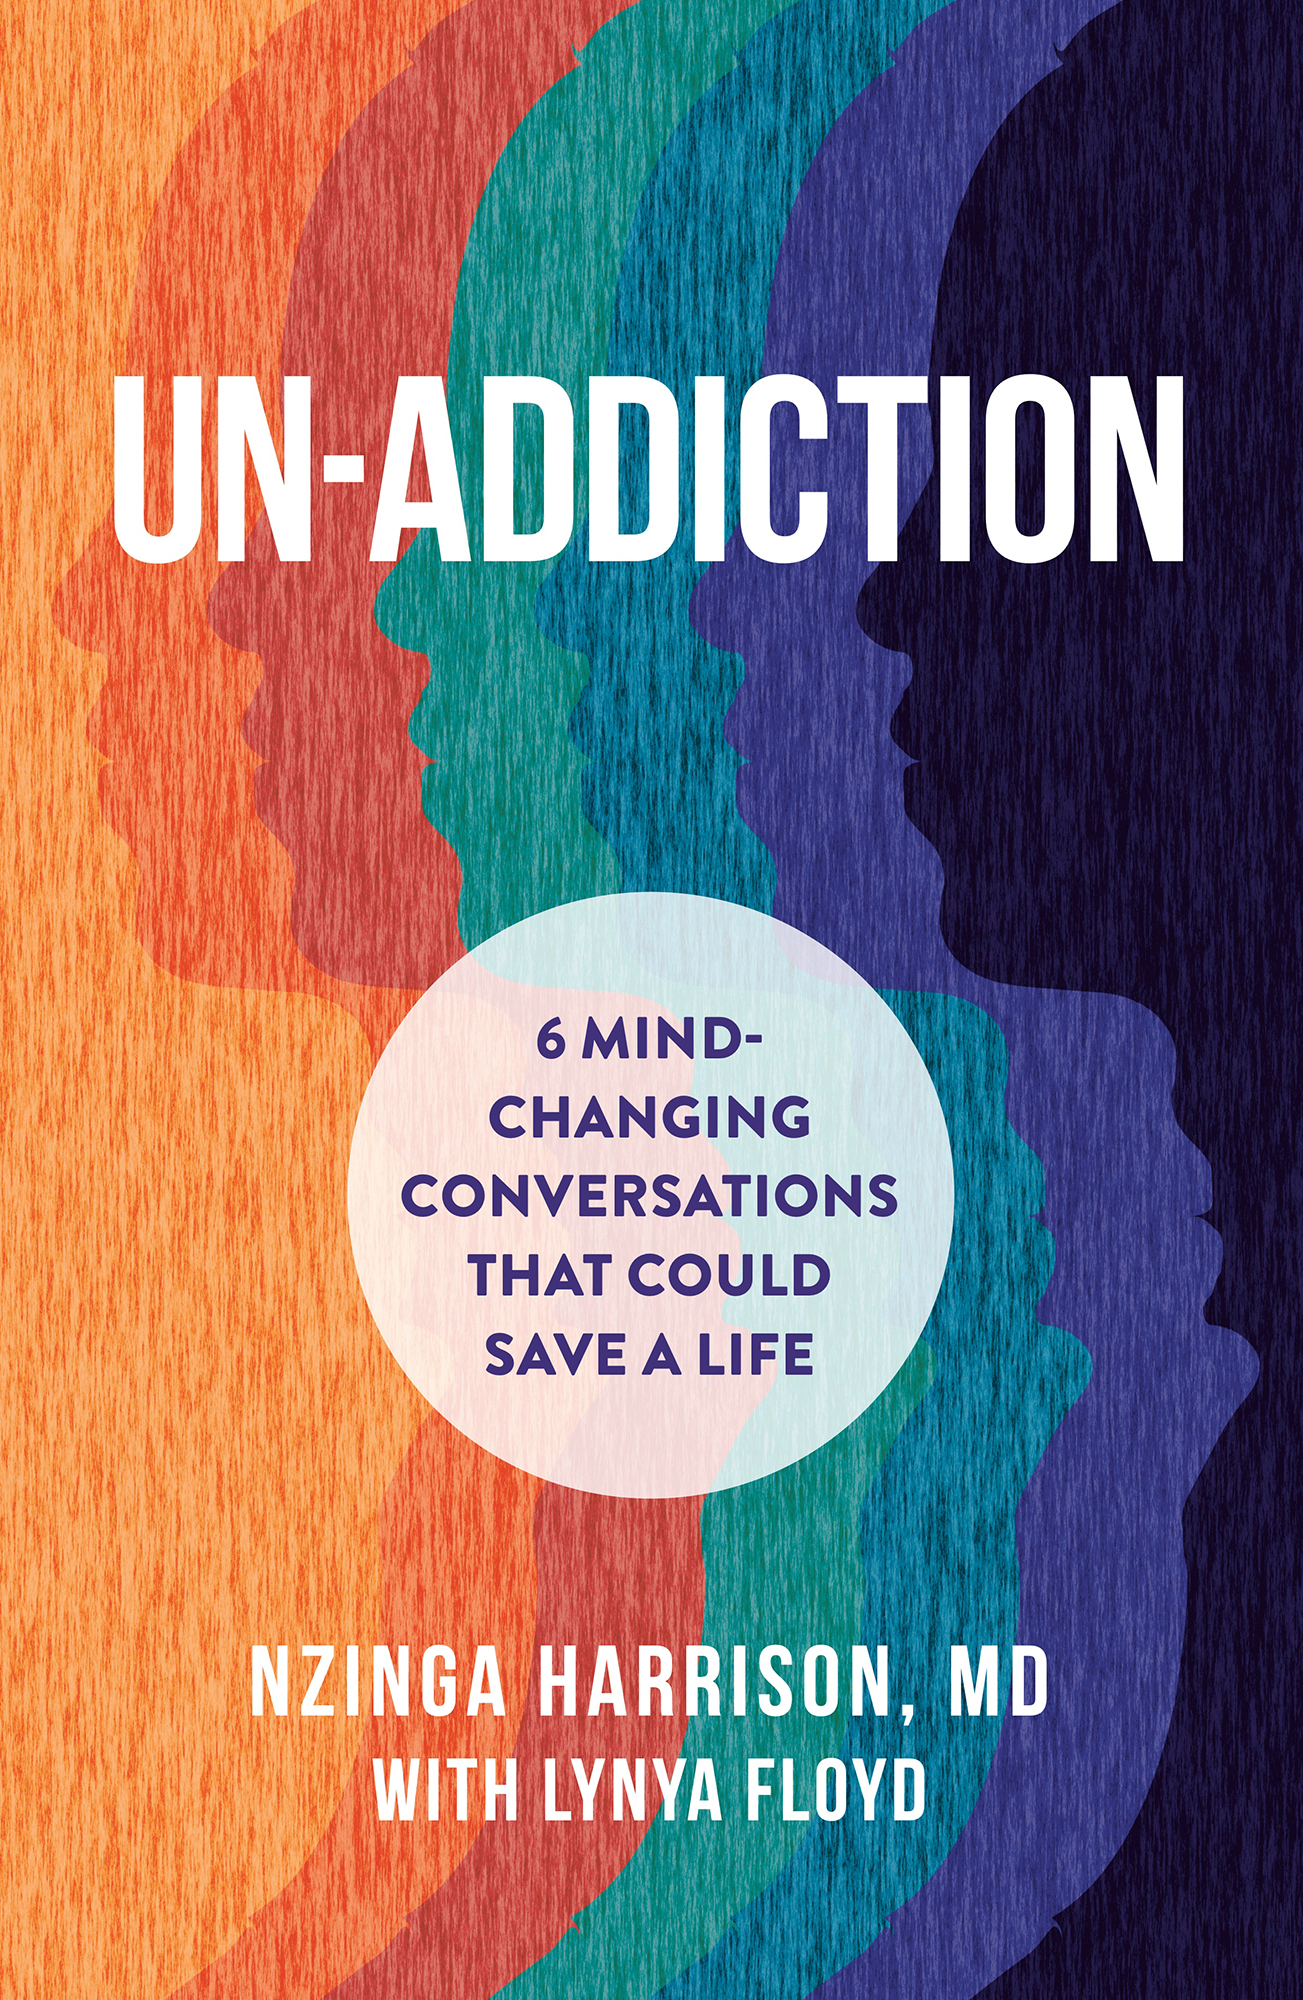 UN-ADDICTION
6 MIND-
CHANGING
CONVERSATIONS
THAT COULD
SAVE A LIFE
NZINGA HARRISON, MD
WITH LYNYA FLOYD